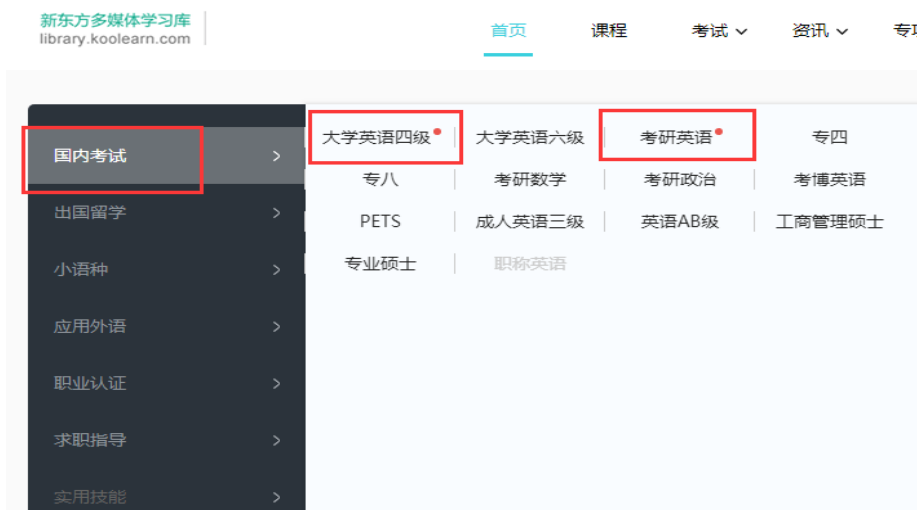 新东方多媒体学习库
library.koolearn.com
首页 课程 考试 资讯
国内考试
出国留学
小语种
应用外语
职业认证
求职指导
实用技能
大学英语四级 大学英语六级 考研英语 专四
专八 考研数学 考研政治 考博英语
PETS 成人英语三级 英语AB级 工商管理硕士
专业硕士 职称英语